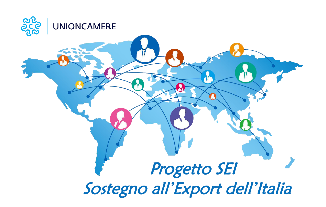 UNIONCAMERE
Progetto SEI
Sostegno all'Export dell'Italia